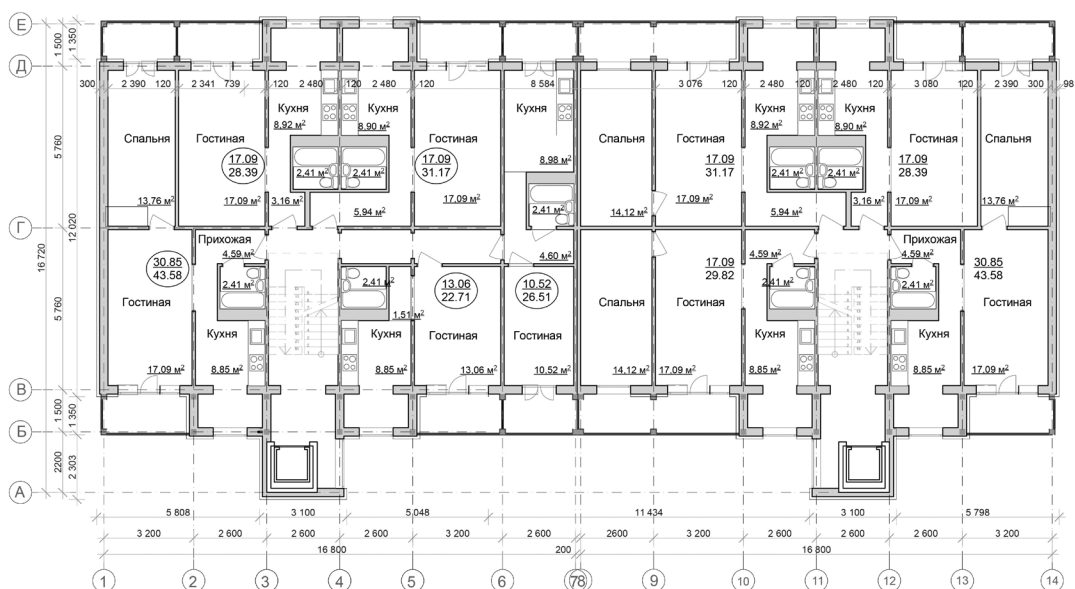 Е
Д
Г
В
Б
А
1 500
1 350
5 760
12 020
16 720
5 760
1 500
1 350
2200
2 303
300
2 390
120
2 341
739
120
2 480
120
2 480
120
8 584
3 076
120
2 480
120
2 480
3 080
120
2 390
300
98
Кухня
Кухня
Кухня
Кухня
Кухня
8.92 м²
8.90 м²
8.92 м²
8.90 м²
Спальня
Гостиная
Гостиная
Спальня
Гостиная
Гостиная
Спальня
17.09
28.39
17.09
31.17
8.98 м²
17.09
31.17
17.09
28.39
2.41 м²
2.41 м²
2.41 м²
2.41 м²
13.76 м²
17.09 м²
3.16 м²
5.94 м²
17.09 м²
2.41 м²
14.12 м²
17.09 м²
5.94 м²
3.16 м²
17.09 м²
13.76 м²
Прихожая
4.59 м²
4.60 м²
4.59 м²
Прихожая
4.59 м²
30.85
43.58
13.06
22.71
10.52
26.51
17.09
29.82
30.85
43.58
2.41 м²
2.41 м²
2.41 м²
2.41 м²
Гостиная
1.51 м²
Спальня
Гостиная
Гостиная
Кухня
Кухня
Гостиная
Гостиная
Кухня
Кухня
17.09 м²
8.85 м²
8.85 м²
13.06 м²
10.52 м²
14.12 м²
17.09 м²
8.85 м²
8.85 м²
17.09 м²
5 808
3 100
5,048
11 434
3 100
5 798
3 200
2 600
2 600
2 600
3 200
2 600
2600
3 200
2 600
2 600
2 600
3 200
16 800
200
16 800
1
2
3
4
5
6
7
8
9
10
11
12
13
14